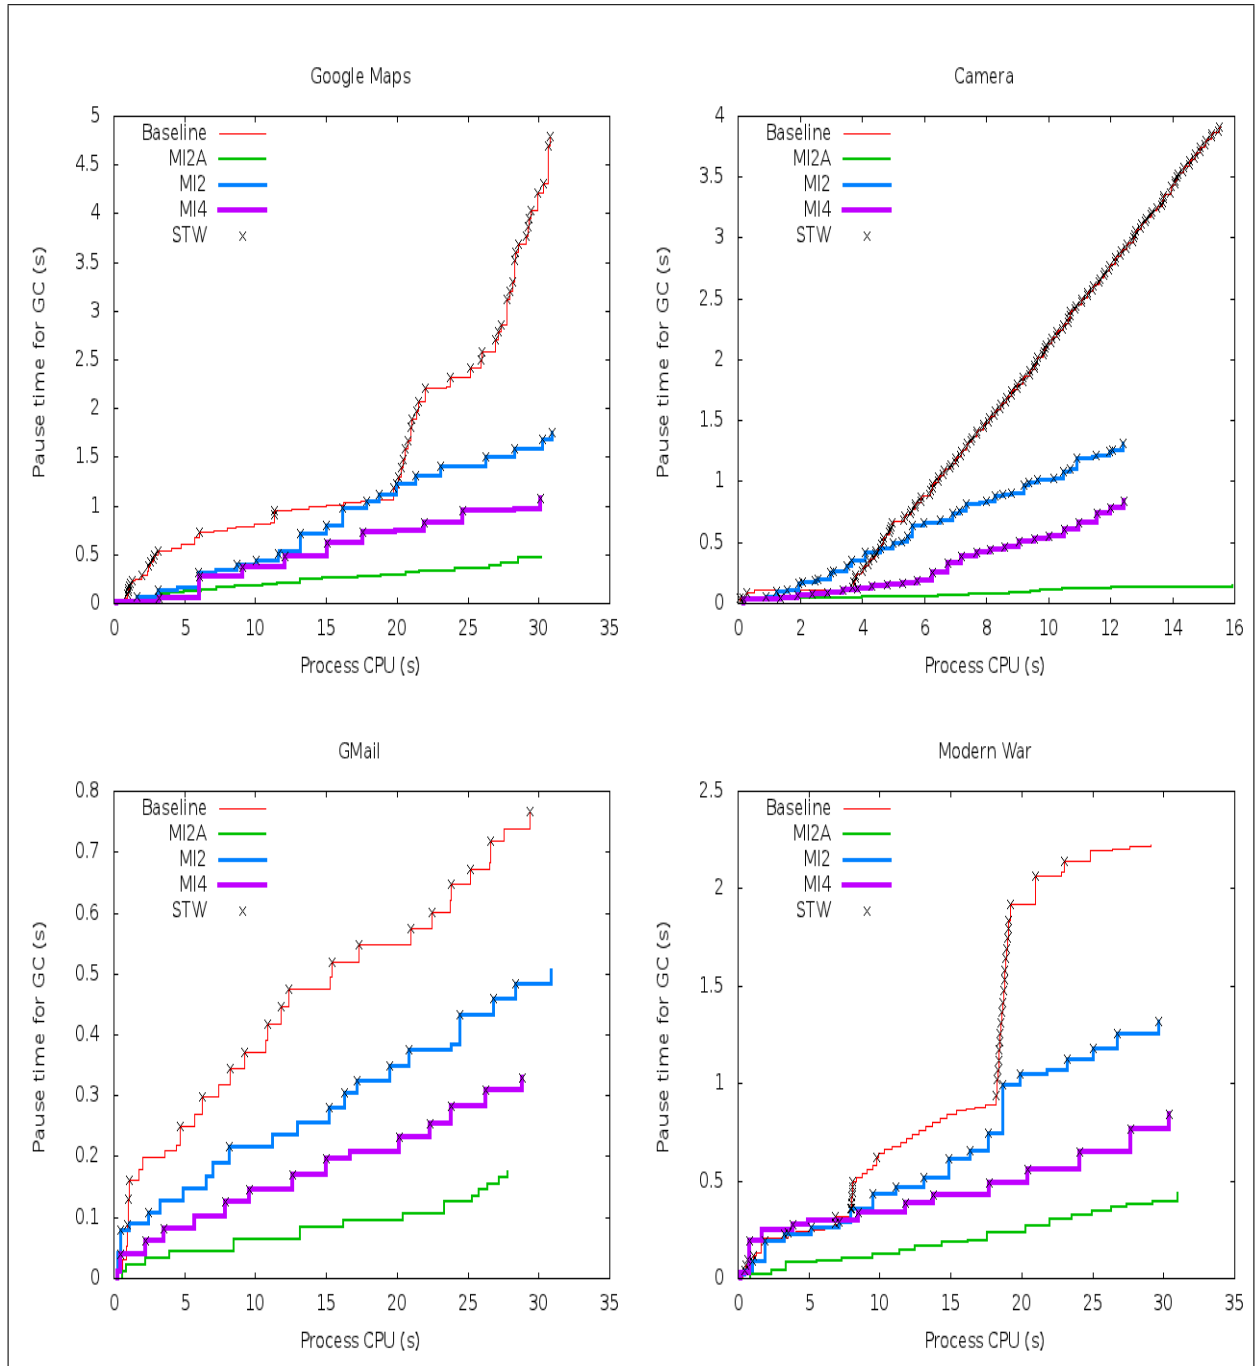 Google Maps
Camera
Pause time for GC (s)
5
4.5
4
3.5
3
2.5
2
1.5
1
0.5
0
Baseline
MI2A
MI2
MI4
STW
0 5 10 15 20 25 30 35
Process CPU (s)
Pause time for GC (s)
4
3.5
3
2.5
2
1.5
1
0.5
0
Baseline
MI2A
MI2
MI4
STW
0 2 4 6 8 10 12 14 16
Process CPU (s)
GMail
Modern War
Pause time for GC (s)
0.8
0.7
0.6
0.5
0.4
0.3
0.2
0.1
0
Baseline
MI2A
MI2
MI4
STW
0 5 10 15 20 25 30 35
Process CPU (s)
Pause time for GC (s)
2.5
2
1.5
1
0.5
0
Baseline
MI2A
MI2
MI4
STW
0 5 10 15 20 25 30 35
Process CPU (s)